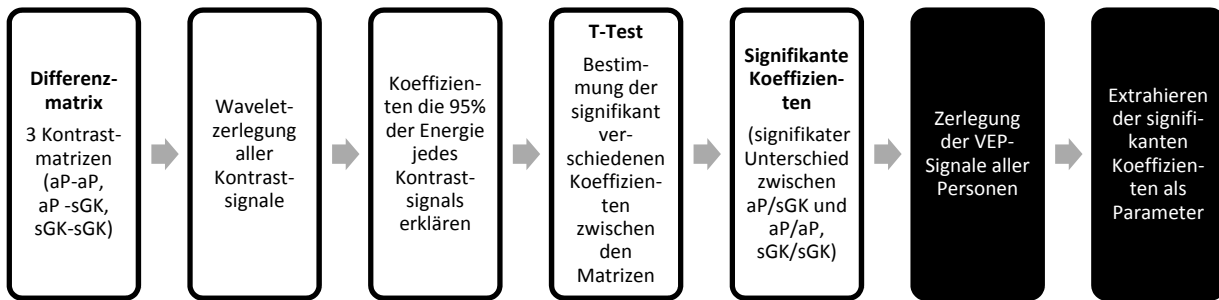 Differenz-
matrix
3 Kontrast-
matrizen
(aP-aP,
aP -sGK,
sGK-sGK)
Wavelet-
zerlegung
aller
Kontrast-
signale
Koeffizien-
ten die 95%
der Energie
jedes
Kontrast-
signals
erklären
T-Test
Bestim-
mung der
signifikant
ver-
schiedenen
Koeffizien-
ten
zwischen
den
Matrizen
Signifikante
Koeffizien-
ten
(signifikater
Unterschied
zwischen
aP/sGK und
aP/aP,
sGK/sGK)
Zerlegung
der VEP-
Signale aller
Personen
Extrahieren
der signifi-
kanten
Koeffizien-
ten als
Parameter